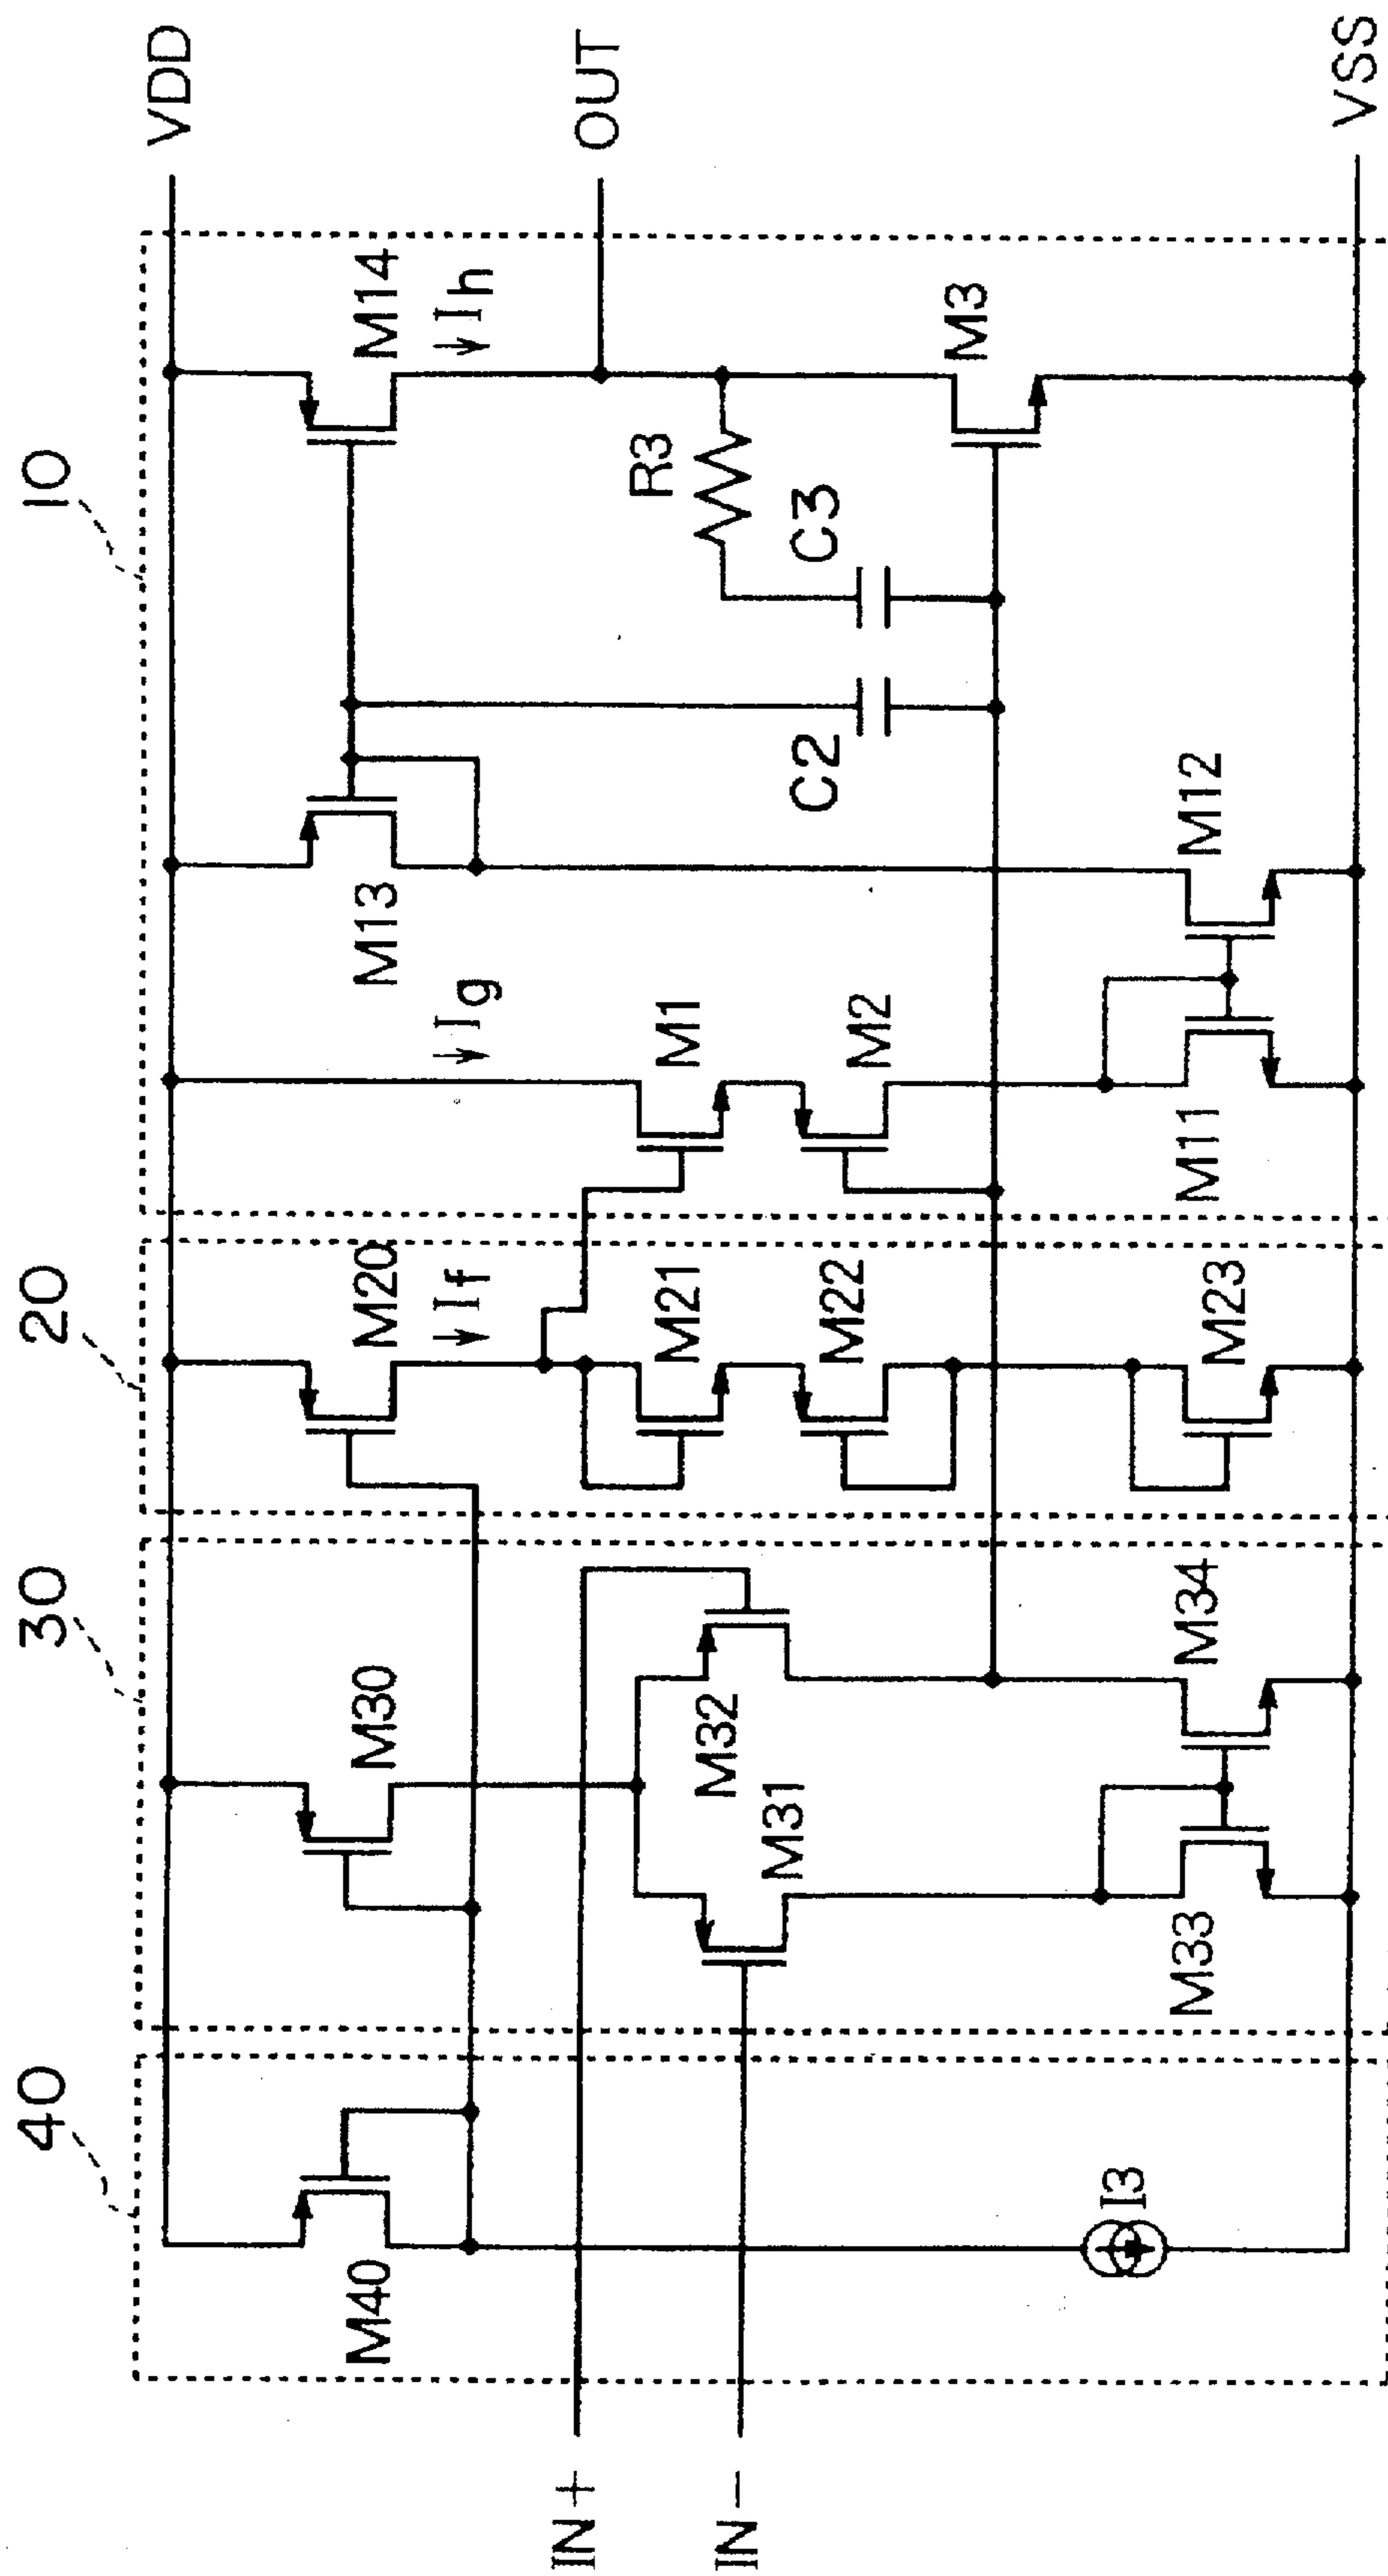 40
30
20
10
VDD
OUT
VSS
IN+
IN-
M40
I3
M30
M31
M32
M33
M34
M20
↓If
M21
M22
M23
↓Ig
M1
M2
M11
M12
M13
C2
C3
R3
M14
↓Ih
M3